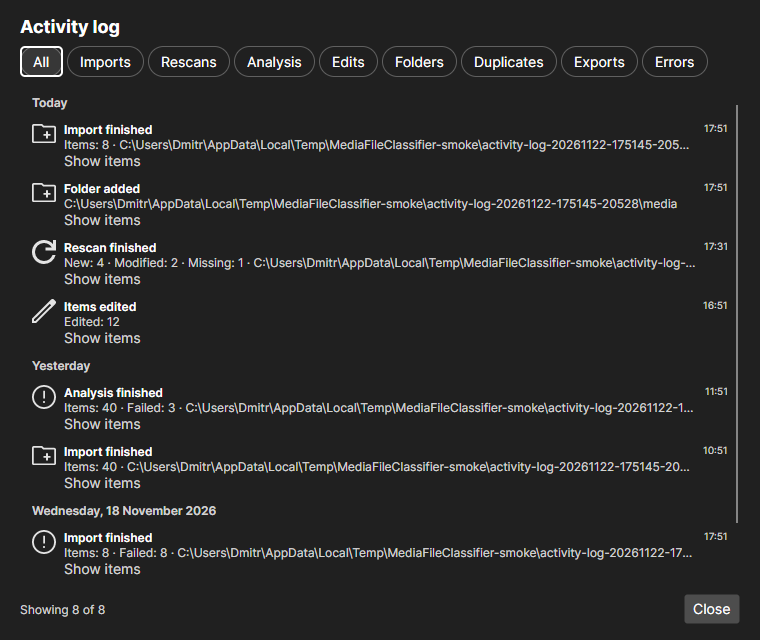 Activity log
All Imports Rescans Analysis Edits Folders Duplicates Exports Errors
Today
Import finished 17:51
Items: 8 · C:\Users\Dmitr\AppData\Local\Temp\MediaFileClassifier-smoke\activity-log-20261122-175145-205...
Show items
Folder added 17:51
C:\Users\Dmitr\AppData\Local\Temp\MediaFileClassifier-smoke\activity-log-20261122-175145-20528\media
Show items
Rescan finished 17:31
New: 4 · Modified: 2 · Missing: 1 · C:\Users\Dmitr\AppData\Local\Temp\MediaFileClassifier-smoke\activity-log-...
Show items
Items edited 16:51
Edited: 12
Show items
Yesterday
Analysis finished 11:51
Items: 40 · Failed: 3 · C:\Users\Dmitr\AppData\Local\Temp\MediaFileClassifier-smoke\activity-log-20261122-1...
Show items
Import finished 10:51
Items: 40 · C:\Users\Dmitr\AppData\Local\Temp\MediaFileClassifier-smoke\activity-log-20261122-175145-20...
Show items
Wednesday, 18 November 2026
Import finished 17:51
Items: 8 · Failed: 8 · C:\Users\Dmitr\AppData\Local\Temp\MediaFileClassifier-smoke\activity-log-20261122-17...
Show items
Showing 8 of 8 Close